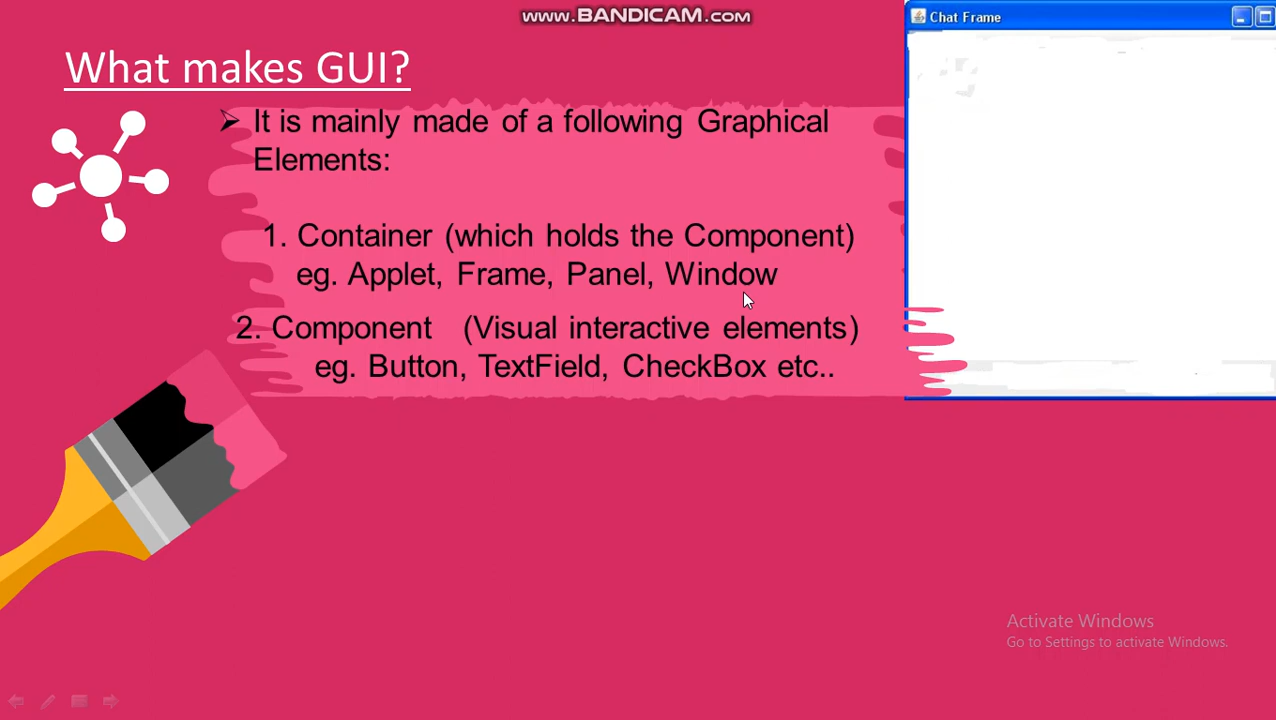 www.BANDICAM.com
Chat Frame
What makes GUI?
➢ It is mainly made of a following Graphical
Elements:
1. Container (which holds the Component)
eg. Applet, Frame, Panel, Window
2. Component (Visual interactive elements)
eg. Button, TextField, CheckBox etc..
Activate Windows
Go to Settings to activate Windows.